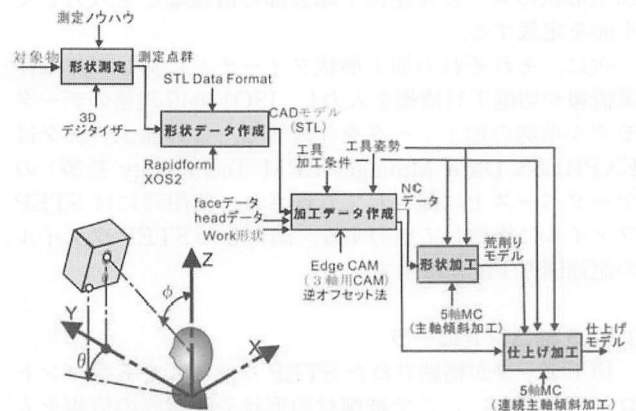 面を定義する。
測定ノウハウ
対象物
形状測定
測定点群
STL Data Format
3D
デジタイザー
形状データ作成
CADモデル
(STL)
Rapidform
XOS2
工具
加工条件
工具姿勢
faceデータ
headデータ
Work形状
加工データ作成
NC
データ
荒削り
モデル
Edge CAM
(3軸用CAM)
逆オフセット法
形状加工
5軸MC
(主軸傾斜加工)
仕上げ加工
仕上げ
モデル
5軸MC
(連続主軸傾斜加工)
Z
Y
X
φ
θ